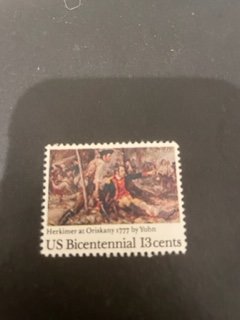 Herkimer at Oriskany 1777 by Yohn
US Bicentennial 13cents